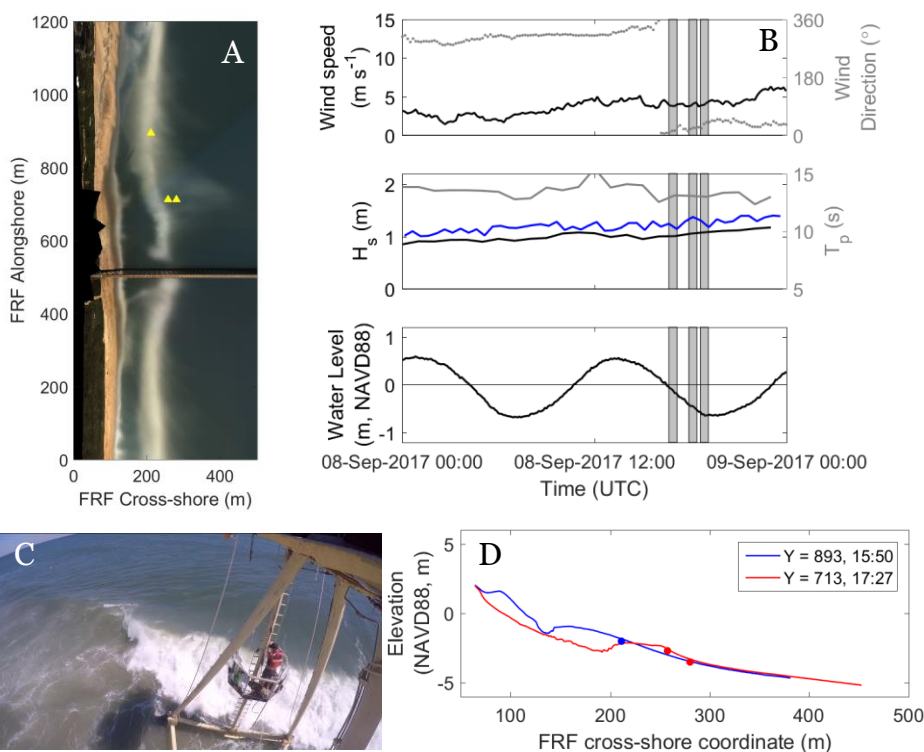 A
1200
1000
800
600
400
200
0
FRF Alongshore (m)
0 200 400
FRF Cross-shore (m)
B
Wind speed
(m s-1)
15
10
5
0
360
180
0
Wind
Direction (°)
Hs (m)
2
1
0
15
10
5
Tp (s)
Water Level
(m, NAVD88)
1
0
-1
08-Sep-2017 00:00 08-Sep-2017 12:00 09-Sep-2017 00:00
Time (UTC)
C
D
Elevation
(NAVD88, m)
5
0
-5
Y = 893, 15:50
Y = 713, 17:27
100 200 300 400 500
FRF cross-shore coordinate (m)